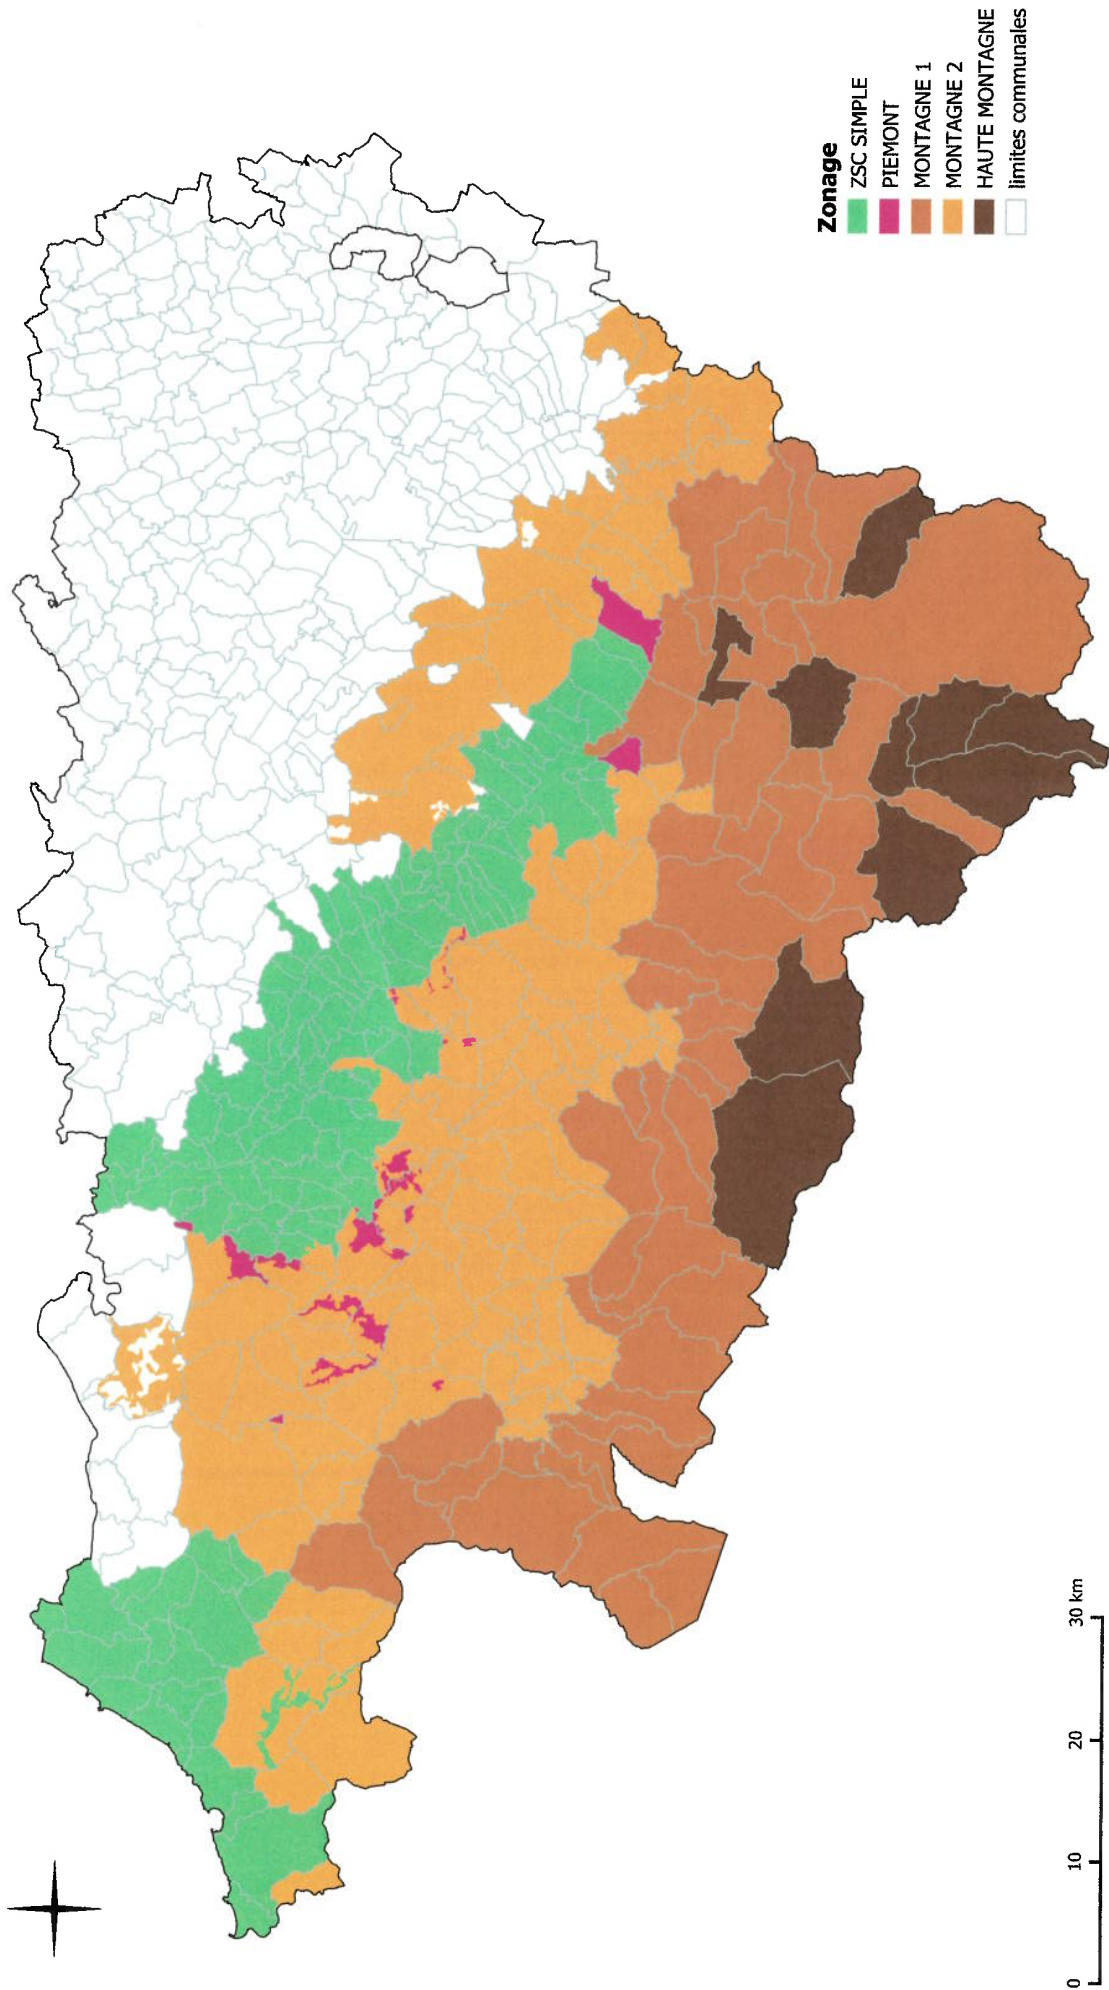 Zonage
ZSC SIMPLE
PIEMONT
MONTAGNE 1
MONTAGNE 2
HAUTE MONTAGNE
limites communales
0 10 20 30 km